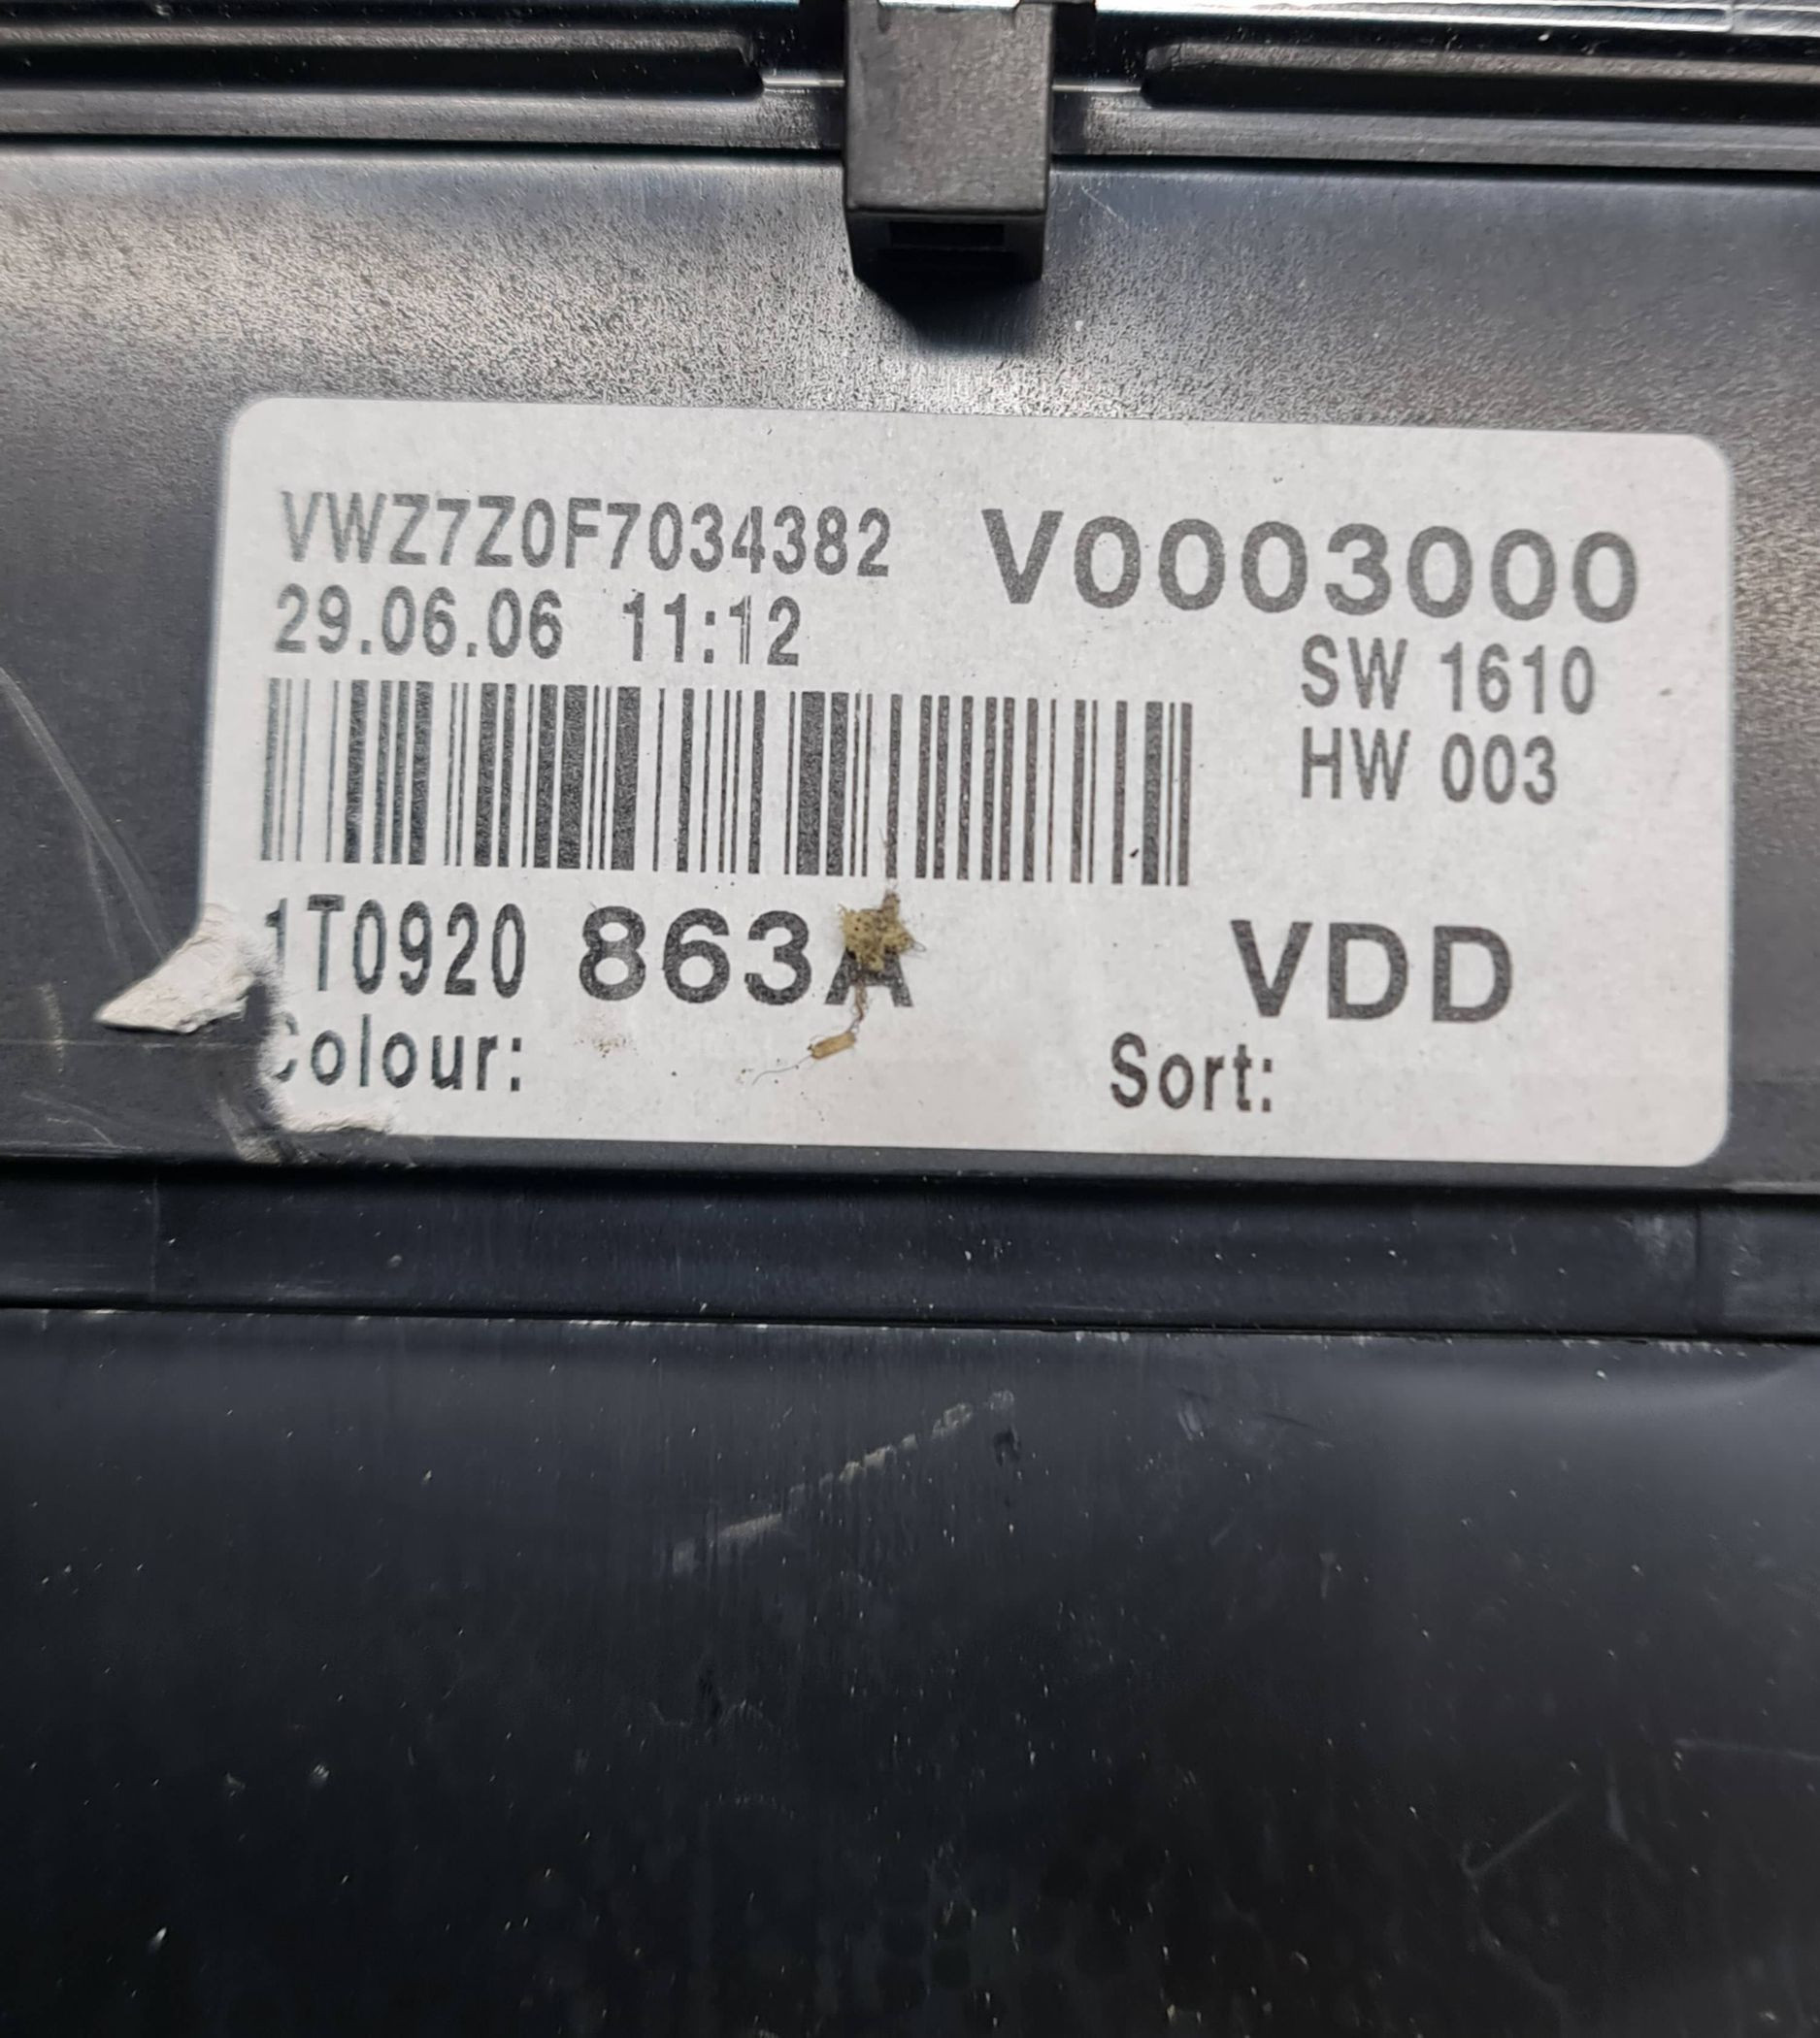 VWZ7Z0F7034382 V0003000
29.06.06 11:12
SW 1610
HW 003
1T0920 863A VDD
Colour: Sort: